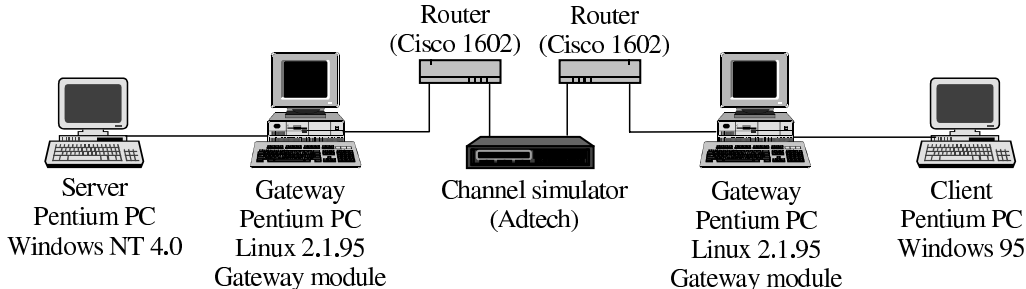 Router
(Cisco 1602)
Router
(Cisco 1602)
Server
Pentium PC
Windows NT 4.0
Gateway
Pentium PC
Linux 2.1.95
Gateway module
Channel simulator
(Adtech)
Gateway
Pentium PC
Linux 2.1.95
Gateway module
Client
Pentium PC
Windows 95